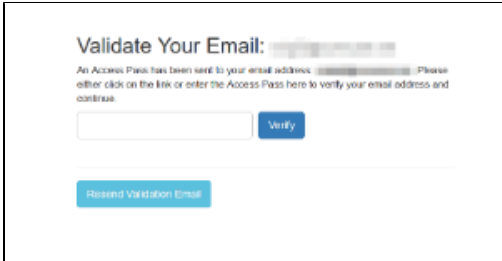 Validate Your Email:
An Access Pass has been sent to your email address Please
either click on the link or enter the Access Pass here to verify your email address and
continue.
Verify
Resend Validation Email